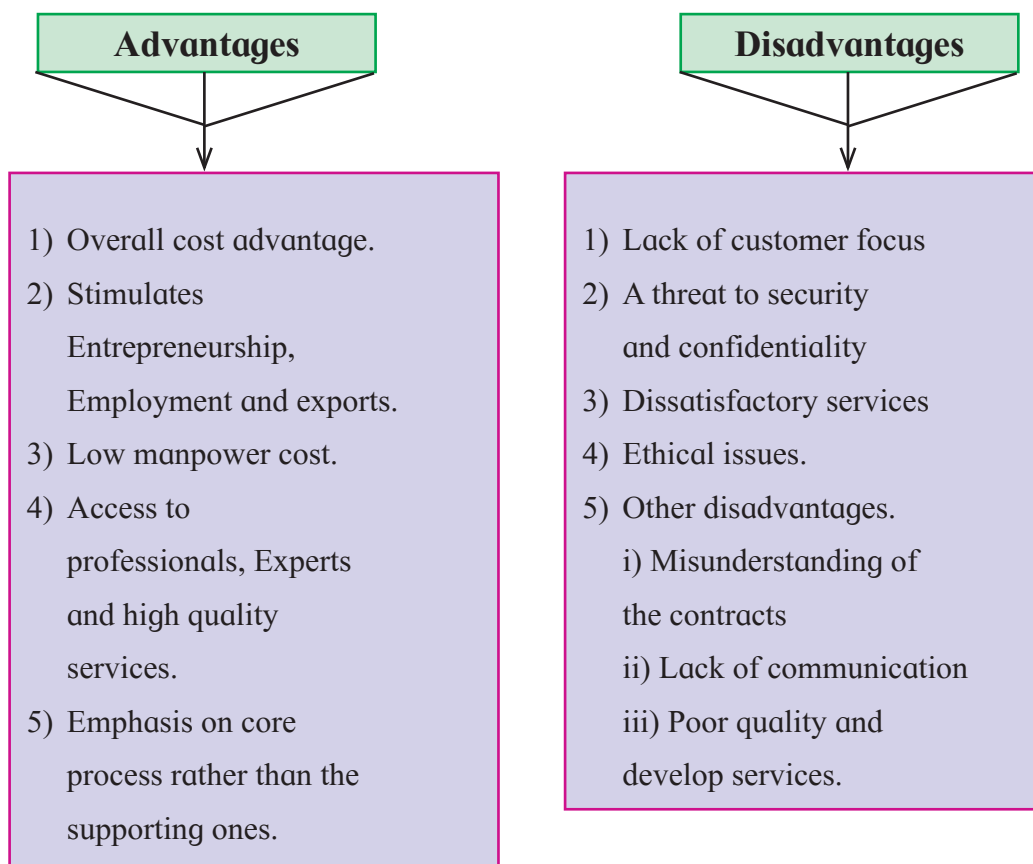 Advantages
1) Overall cost advantage.
2) Stimulates
Entrepreneurship,
Employment and exports.
3) Low manpower cost.
4) Access to
professionals, Experts
and high quality
services.
5) Emphasis on core
process rather than the
supporting ones.
Disadvantages
1) Lack of customer focus
2) A threat to security
and confidentiality
3) Dissatisfactory services
4) Ethical issues.
5) Other disadvantages.
i) Misunderstanding of
the contracts
ii) Lack of communication
iii) Poor quality and
develop services.